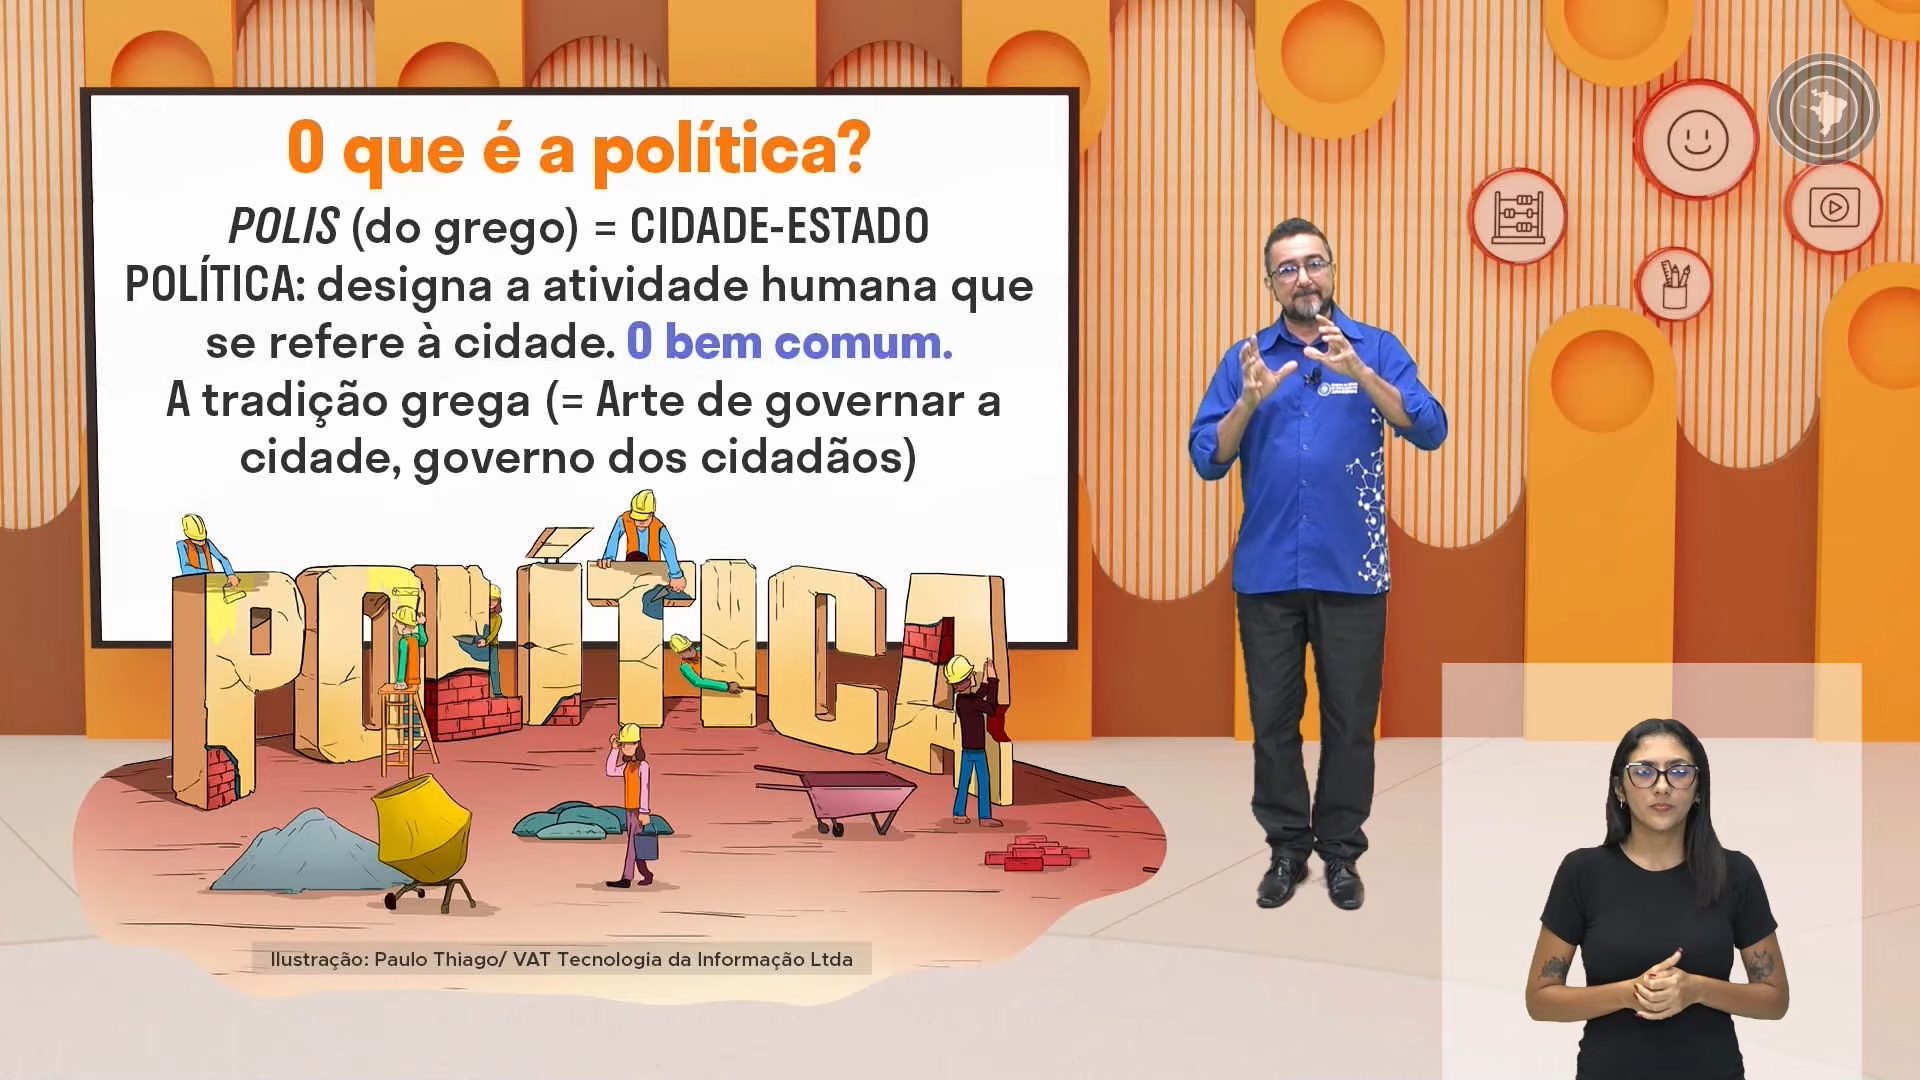 O que é a política?
POLIS (do grego) = CIDADE-ESTADO
POLÍTICA: designa a atividade humana que
se refere à cidade. O bem comum.
A tradição grega (= Arte de governar a
cidade, governo dos cidadãos)
POLÍTICA
Ilustração: Paulo Thiago/ VAT Tecnologia da Informação Ltda